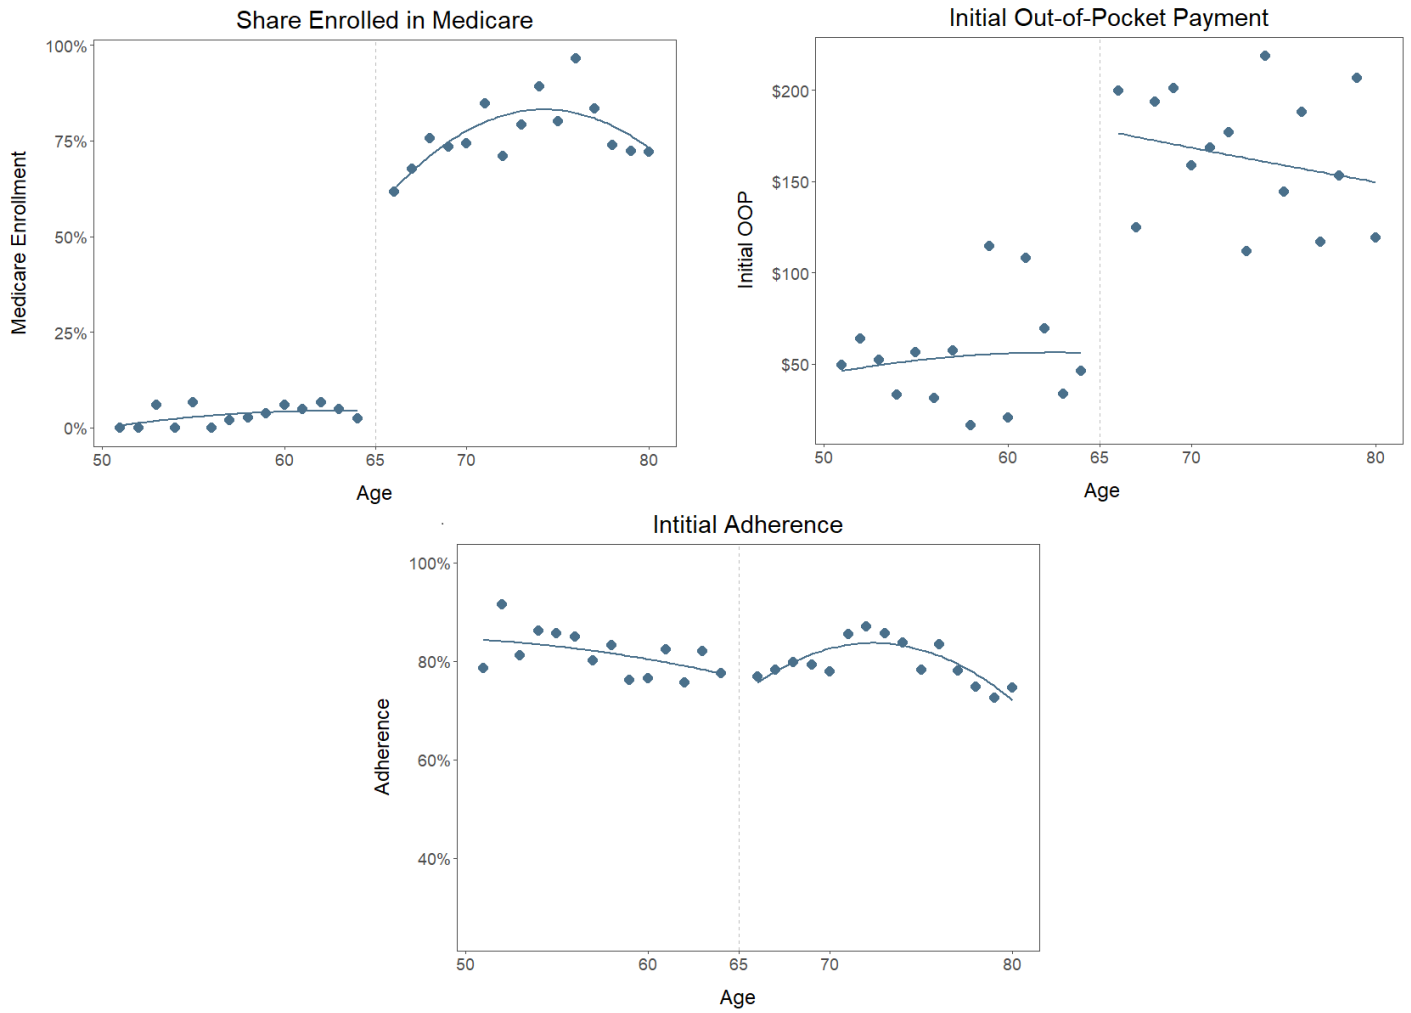 Share Enrolled in Medicare
100%
75%
50%
25%
0%
Medicare Enrollment
50 60 65 70 80
Age
Initial Out-of-Pocket Payment
$200
$150
$100
$50
Initial OOP
50 60 65 70 80
Age
Intitial Adherence
100%
80%
60%
40%
Adherence
50 60 65 70 80
Age